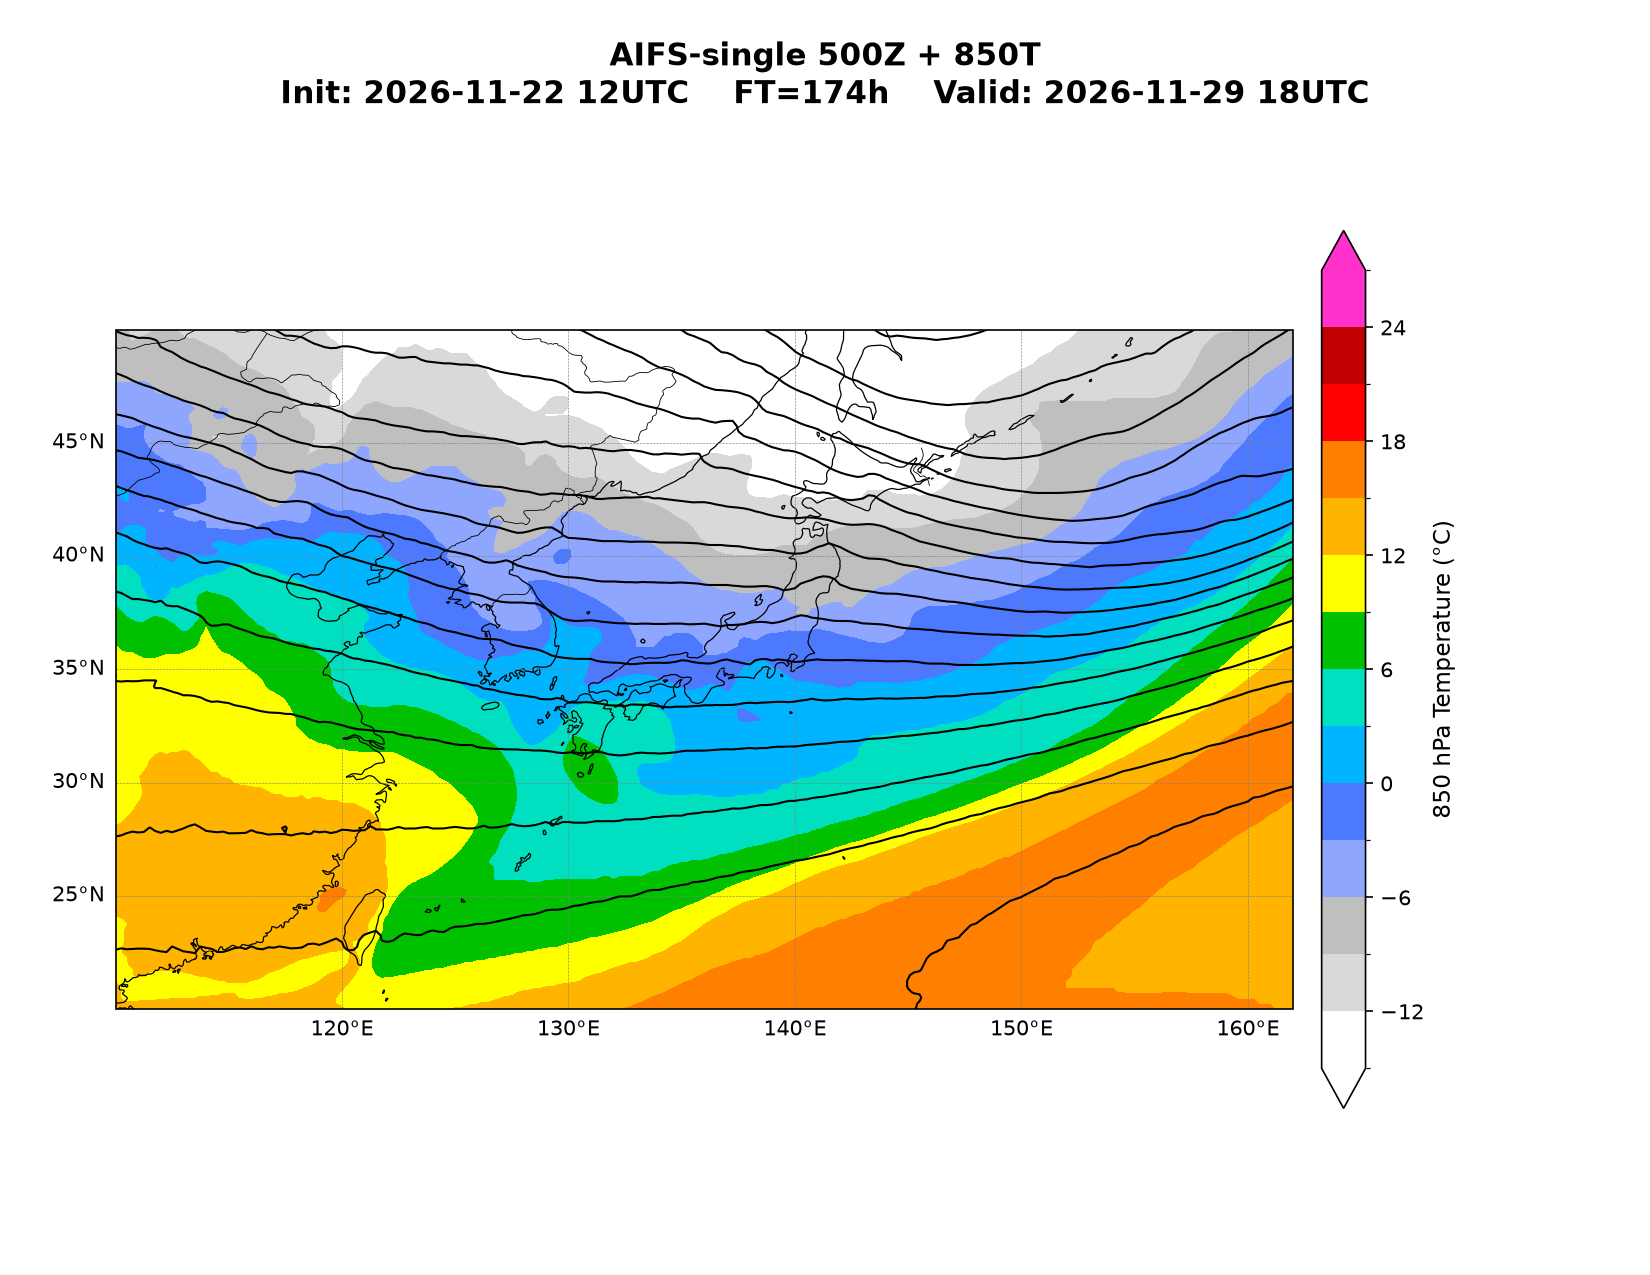 AIFS-single 500Z + 850T
Init: 2026-11-22 12UTC    FT=174h    Valid: 2026-11-29 18UTC
45°N
40°N
35°N
30°N
25°N
120°E
130°E
140°E
150°E
160°E
24
18
12
6
0
−6
−12
850 hPa Temperature (°C)